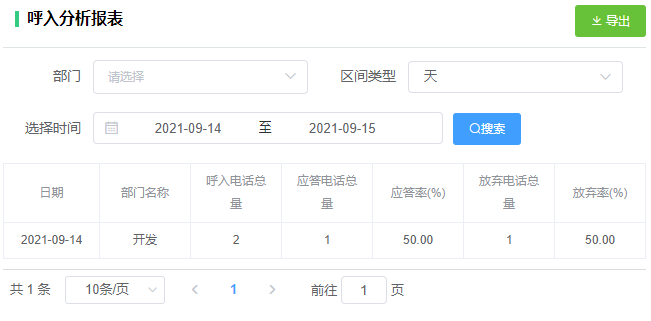 呼入分析报表
导出
部门 请选择 区间类型 天
选择时间 2021-09-14 至 2021-09-15 搜索
日期 部门名称 呼入电话总量 应答电话总量 应答率(%) 放弃电话总量 放弃率(%)
2021-09-14 开发 2 1 50.00 1 50.00
共 1 条 10条/页 1 前往 1 页